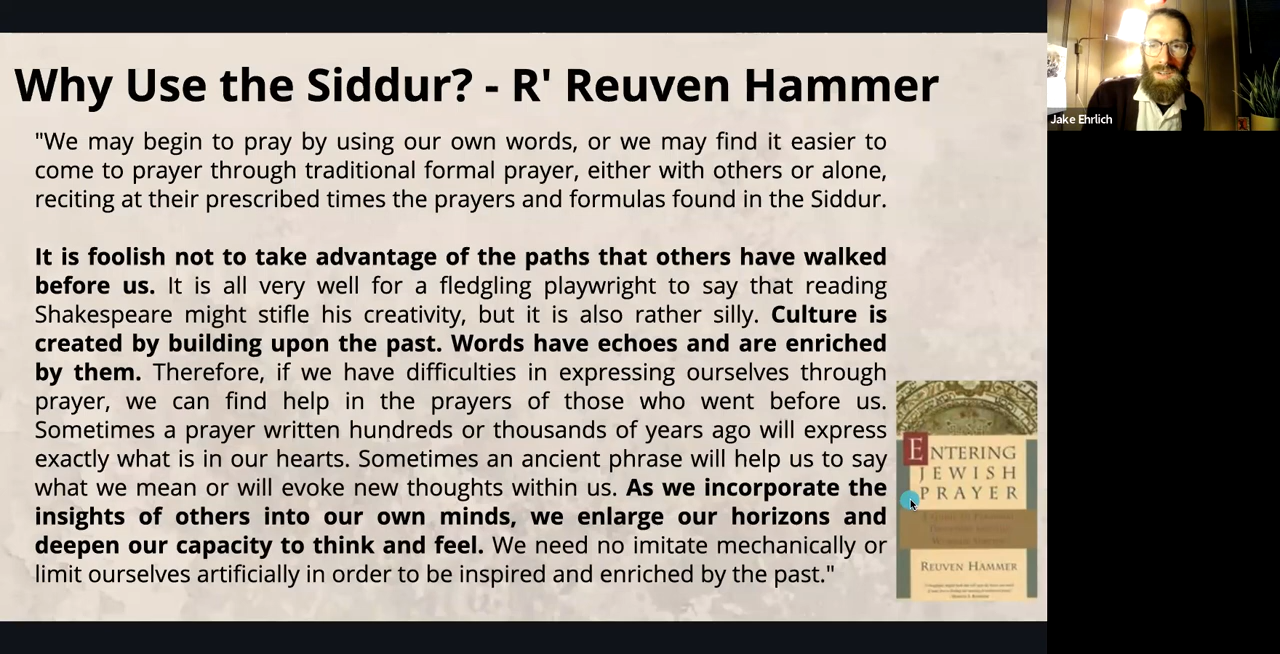 Why Use the Siddur? - R' Reuven Hammer
"We may begin to pray by using our own words, or we may find it easier to
come to prayer through traditional formal prayer, either with others or alone,
reciting at their prescribed times the prayers and formulas found in the Siddur.
It is foolish not to take advantage of the paths that others have walked
before us. It is all very well for a fledgling playwright to say that reading
Shakespeare might stifle his creativity, but it is also rather silly. Culture is
created by building upon the past. Words have echoes and are enriched
by them. Therefore, if we have difficulties in expressing ourselves through
prayer, we can find help in the prayers of those who went before us.
Sometimes a prayer written hundreds or thousands of years ago will express
exactly what is in our hearts. Sometimes an ancient phrase will help us to say
what we mean or will evoke new thoughts within us. As we incorporate the
insights of others into our own minds, we enlarge our horizons and
deepen our capacity to think and feel. We need no imitate mechanically or
limit ourselves artificially in order to be inspired and enriched by the past."
ENTERING
JEWISH
PRAYER
REUVEN HAMMER
Jake Ehrlich